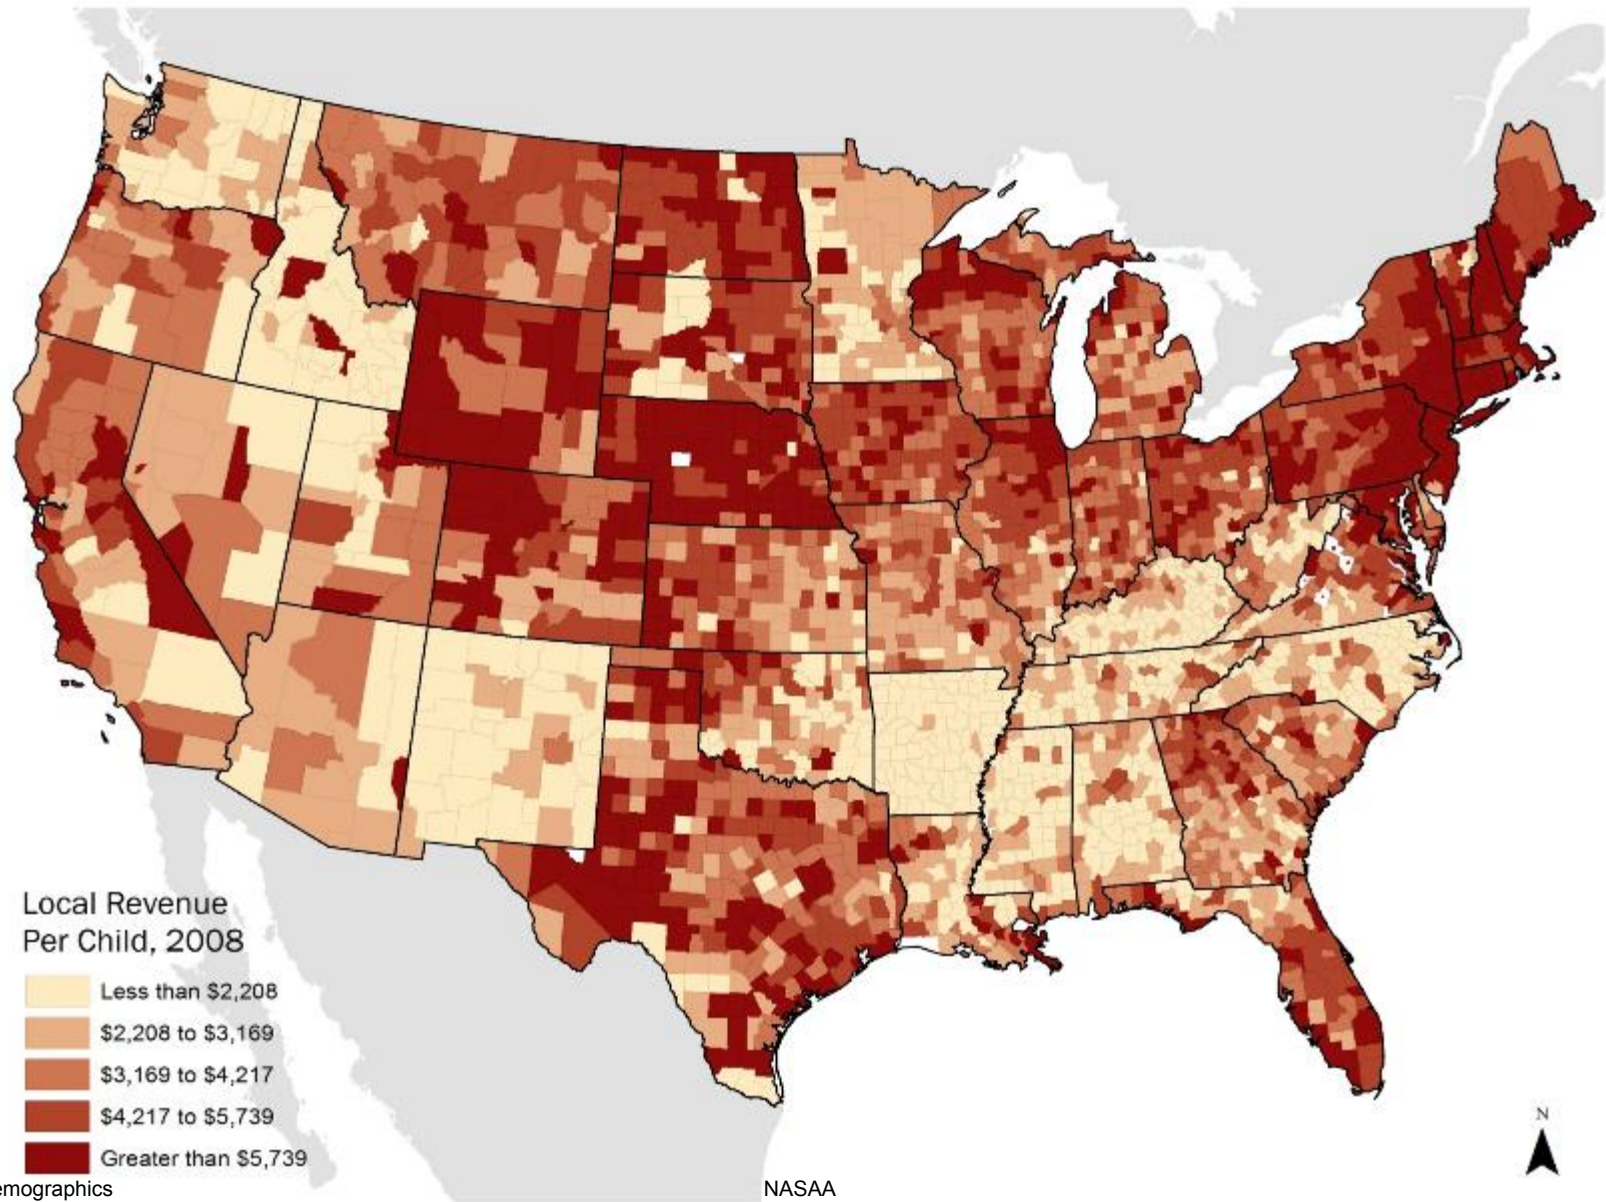 Local Revenue
Per Child, 2008
Less than $2,208
$2,208 to $3,169
$3,169 to $4,217
$4,217 to $5,739
Greater than $5,739
N
emographics
NASAA